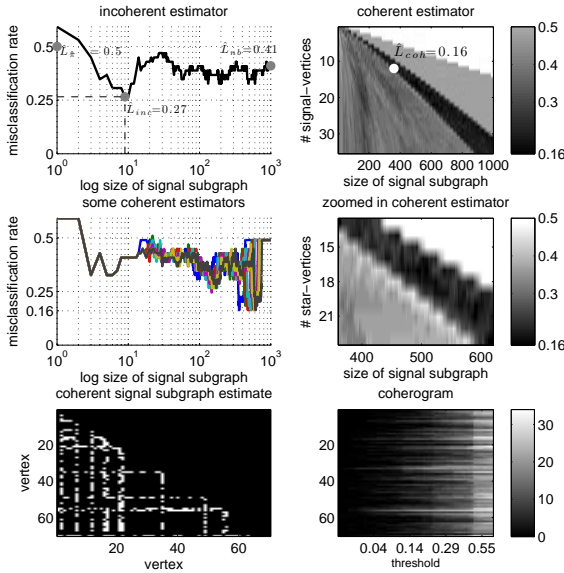 incoherent estimator
misclassification rate
0.5
0.25
0
= 0.5
L̂nb=0.41
L̂inc=0.27
10^0
10^1
10^2
10^3
log size of signal subgraph
coherent estimator
# signal−vertices
10
20
30
L̂coh=0.16
200
400
600
800
1000
size of signal subgraph
0.5
0.4
0.3
0.16
some coherent estimators
misclassification rate
0.5
0.25
0.16
0
10^0
10^1
10^2
10^3
log size of signal subgraph
zoomed in coherent estimator
# star−vertices
15
18
21
400
500
600
size of signal subgraph
0.5
0.4
0.3
0.16
coherent signal subgraph estimate
vertex
20
40
60
20
40
60
vertex
coherogram
20
40
60
0.04
0.14
0.29
0.55
threshold
30
20
10
0